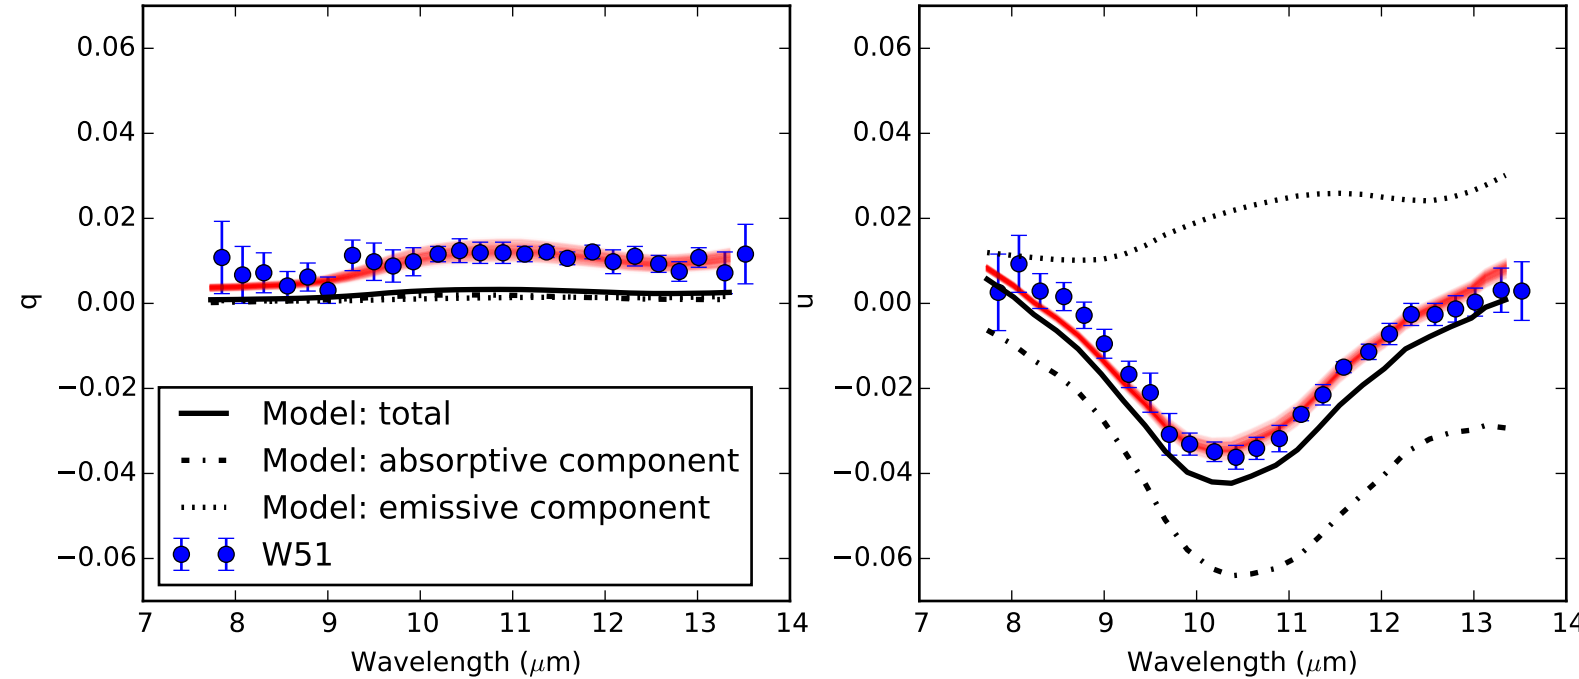 0.06
0.04
0.02
0.00
−0.02
−0.04
−0.06
q
7 8 9 10 11 12 13 14
Wavelength (μm)
Model: total
Model: absorptive component
Model: emissive component
W51
0.06
0.04
0.02
0.00
−0.02
−0.04
−0.06
u
7 8 9 10 11 12 13 14
Wavelength (μm)